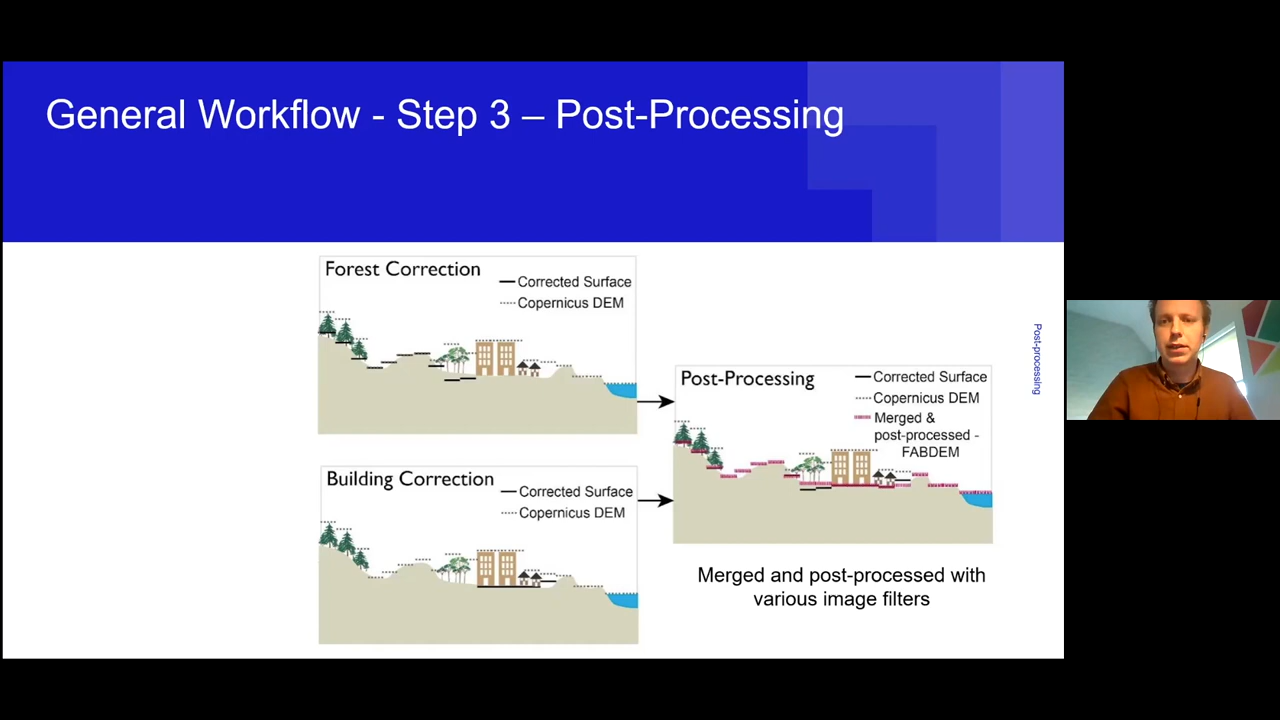 General Workflow - Step 3 – Post-Processing
Forest Correction
Corrected Surface
Copernicus DEM
Building Correction
Corrected Surface
Copernicus DEM
Post-Processing
Corrected Surface
Copernicus DEM
Merged &
post-processed -
FABDEM
Merged and post-processed with
various image filters
Post-processing